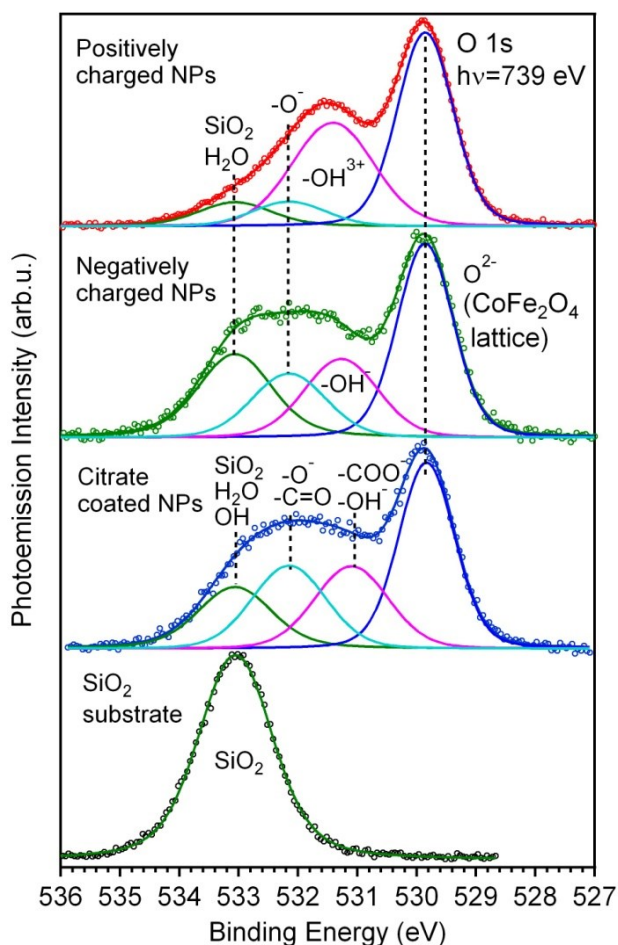 Positively
charged NPs
O 1s
hν=739 eV
-O⁻
SiO₂
H₂O
-OH³⁺
Negatively
charged NPs
O²⁻
(CoFe₂O₄
lattice)
-OH⁻
Citrate
coated NPs
SiO₂
H₂O
OH
-O⁻
-C=O
-COO⁻
-OH⁻
SiO₂
substrate
SiO₂
Photoemission Intensity (arb.u.)
536 535 534 533 532 531 530 529 528 527
Binding Energy (eV)